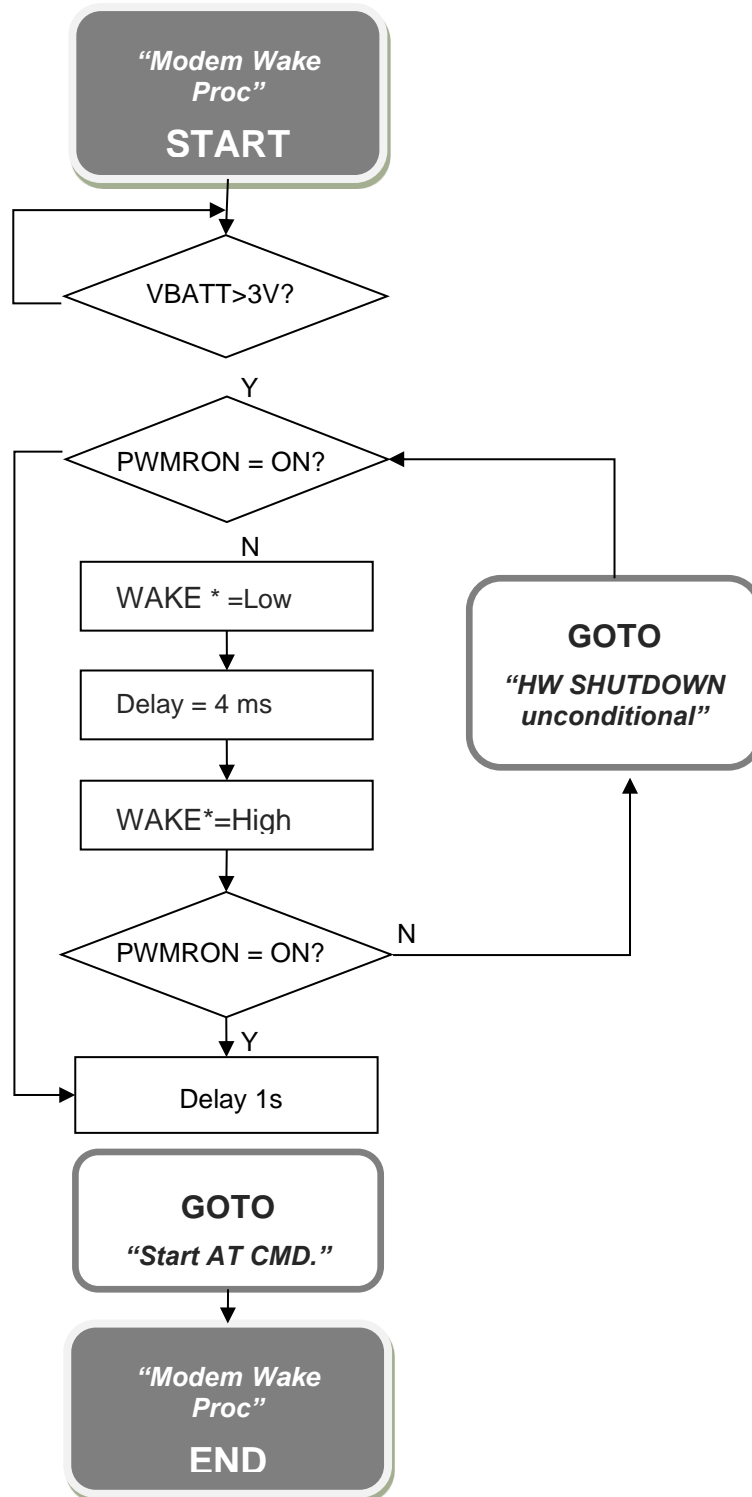 “Modem Wake
Proc”
START
VBATT>3V?
Y
PWMRON = ON?
N
WAKE * =Low
Delay = 4 ms
WAKE*=High
PWMRON = ON?
N
GOTO
“HW SHUTDOWN
unconditional”
Y
Delay 1s
GOTO
“Start AT CMD.”
“Modem Wake
Proc”
END